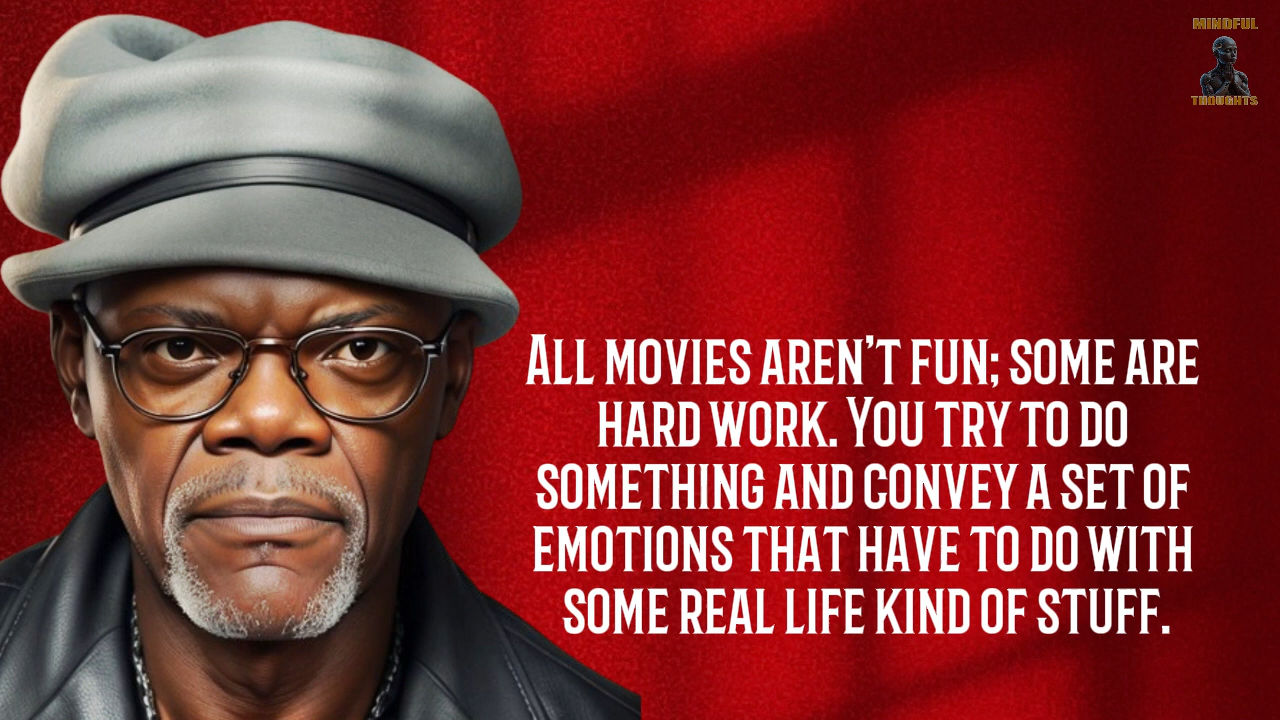 MINDFUL
THOUGHTS
ALL MOVIES AREN'T FUN; SOME ARE
HARD WORK. YOU TRY TO DO
SOMETHING AND CONVEY A SET OF
EMOTIONS THAT HAVE TO DO WITH
SOME REAL LIFE KIND OF STUFF.